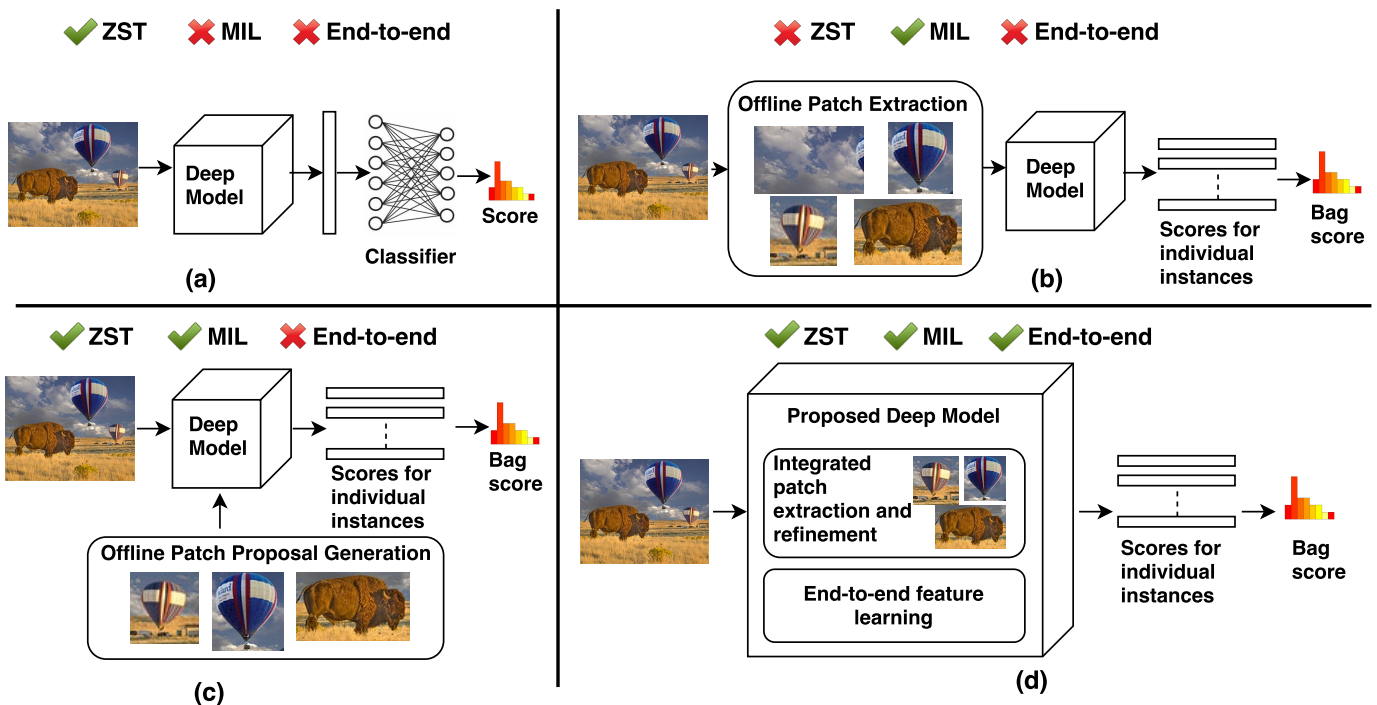 ZST MIL End-to-end
Deep
Model
Score
Classifier
(a)
ZST MIL End-to-end
Offline Patch Extraction
Deep
Model
Scores for
individual
instances
Bag
score
(b)
ZST MIL End-to-end
Deep
Model
Scores for
individual
instances
Bag
score
Offline Patch Proposal Generation
(c)
ZST MIL End-to-end
Proposed Deep Model
Integrated
patch
extraction and
refinement
End-to-end feature
learning
Scores for
individual
instances
Bag
score
(d)